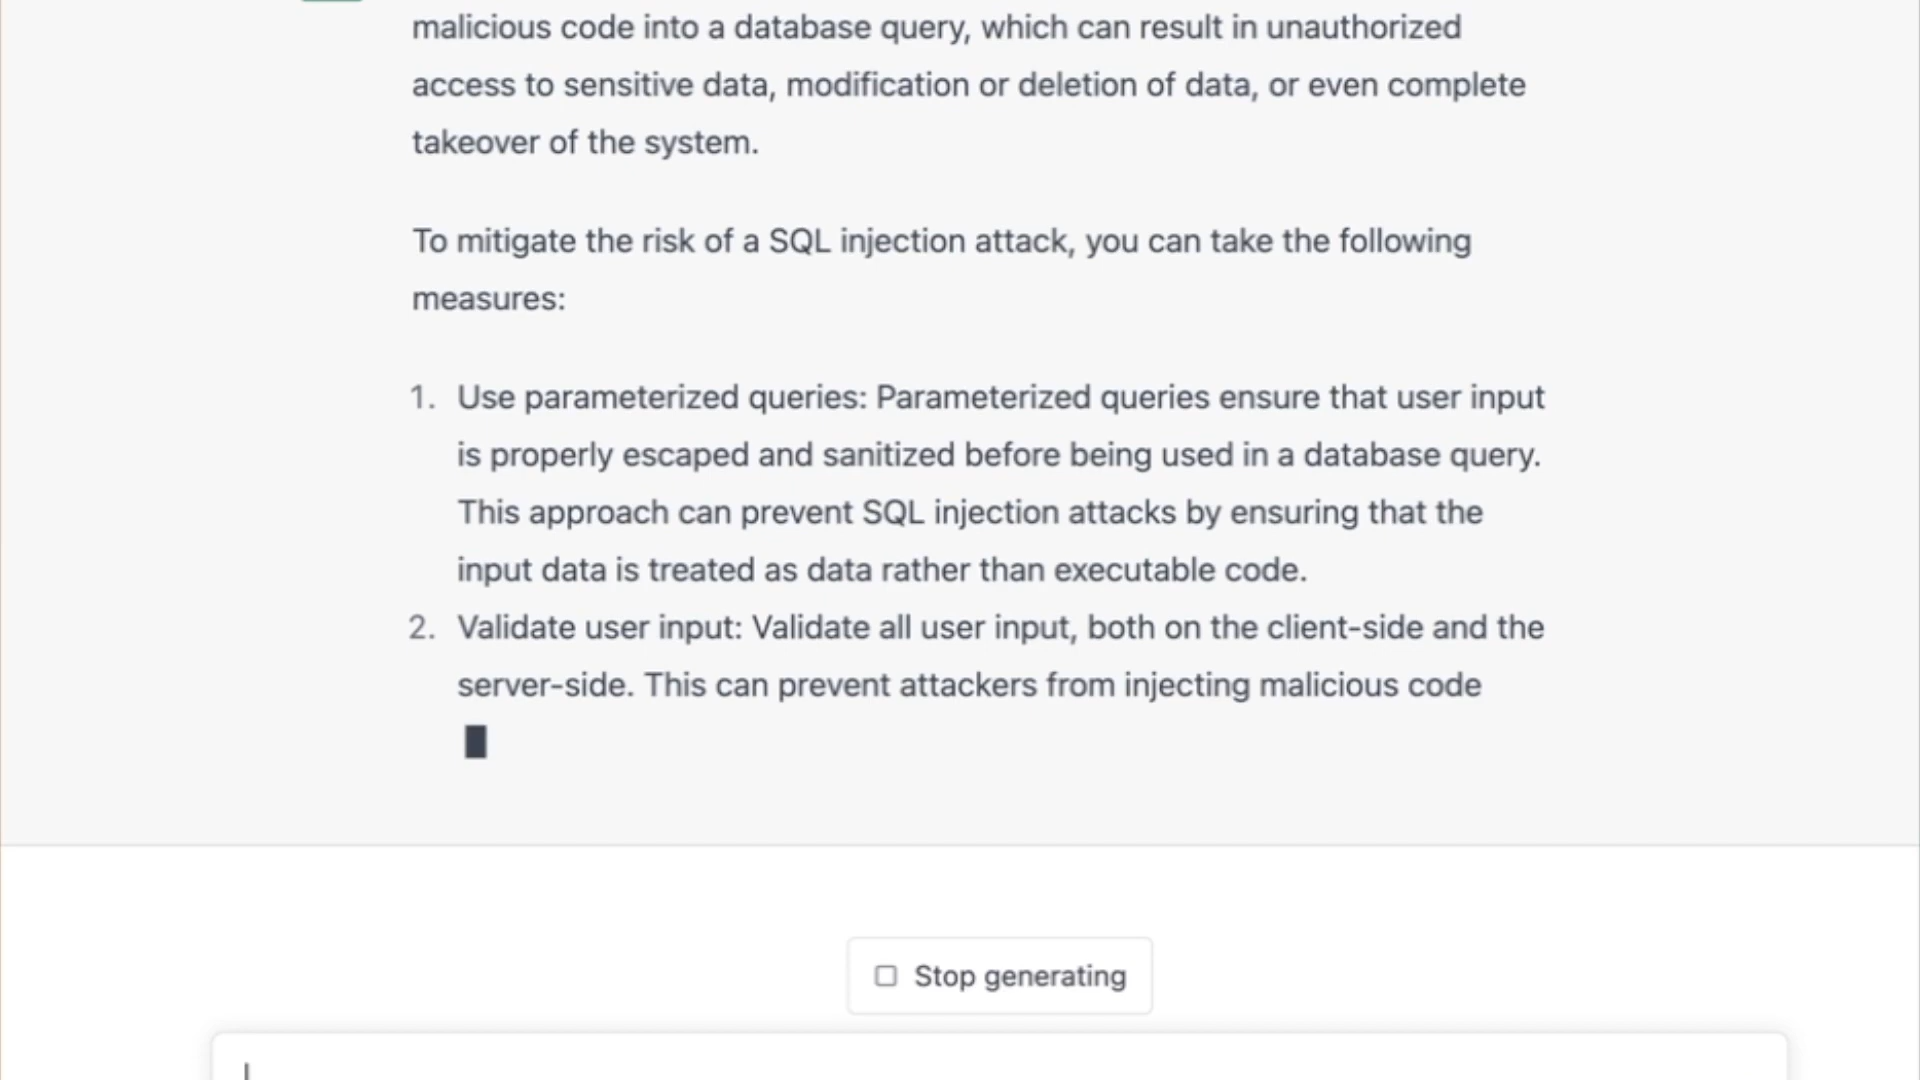 malicious code into a database query, which can result in unauthorized
access to sensitive data, modification or deletion of data, or even complete
takeover of the system.
To mitigate the risk of a SQL injection attack, you can take the following
measures:
1. Use parameterized queries: Parameterized queries ensure that user input
is properly escaped and sanitized before being used in a database query.
This approach can prevent SQL injection attacks by ensuring that the
input data is treated as data rather than executable code.
2. Validate user input: Validate all user input, both on the client-side and the
server-side. This can prevent attackers from injecting malicious code
Stop generating